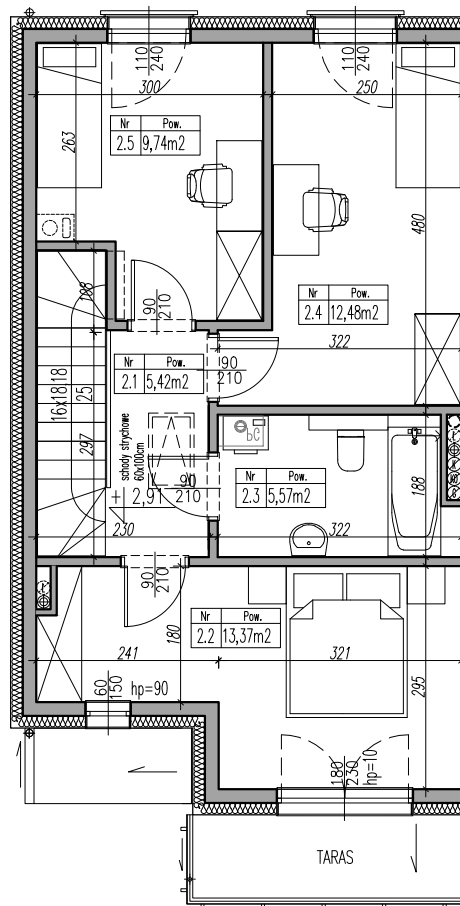 110
240
110
240
300
250
263
Nr Pow.
2.5 9,74m2
480
188
90
210
Nr Pow.
2.4 12,48m2
322
Nr Pow.
2.1 5,42m2
90
210
16x18,18
25
297
schody strychowe
60x100cm
+2,91
90
210
bC
Nr Pow.
2.3 5,57m2
188
230
322
90
210
180
Nr Pow.
2.2 13,37m2
241
321
295
60
150
hp=90
180
230
hp=10
TARAS